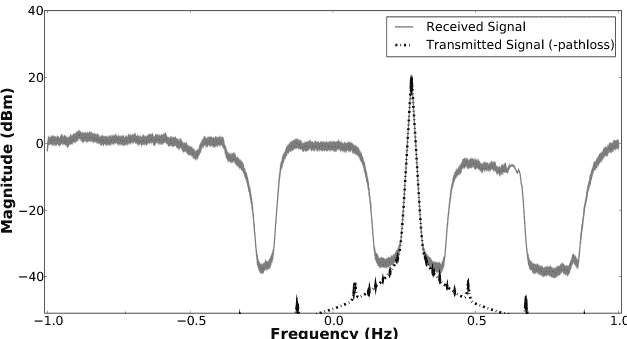 40
Received Signal
Transmitted Signal (-pathloss)
20
0
−20
−40
Magnitude (dBm)
−1.0 −0.5 0.0 0.5 1.0
Frequency (Hz)